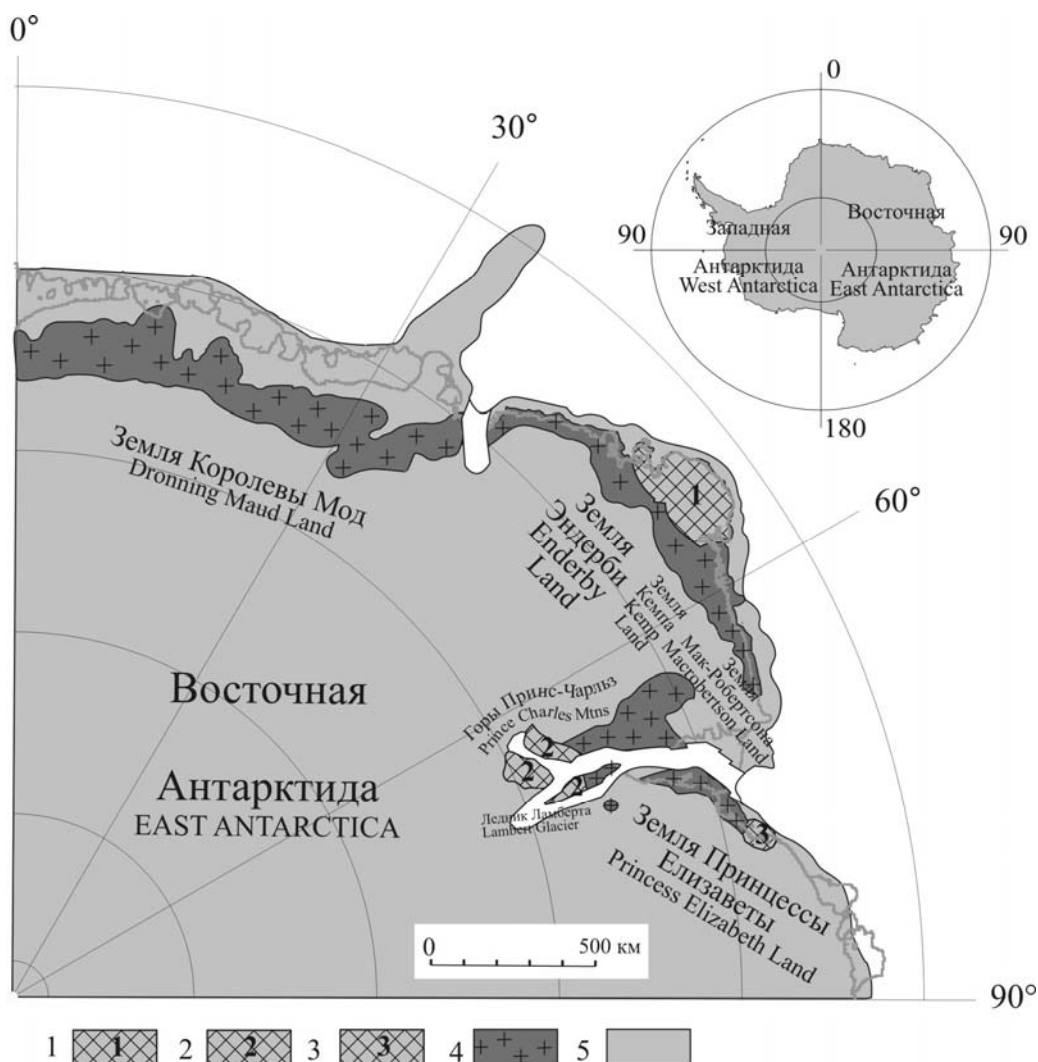 0°
30°
60°
90°
0
90
90
180
Западная
Восточная
Антарктида
West Antarctica
Антарктида
East Antarctica
Земля Королевы Мод
Dronning Maud Land
Земля
Эндерби
Enderby
Land
Земля
Кемпа
Kemp
Land
Земля
Мак-Робертсона
Macrobertson Land
1
Горы Принс-Чарльз
Prince Charles Mtns
2
2
2
Ледник Ламберта
Lambert Glacier
3
Земля Принцессы
Елизаветы
Princess Elizabeth Land
Восточная
Антарктида
EAST ANTARCTICA
0 500 км
1 1 2 2 3 3 4 5